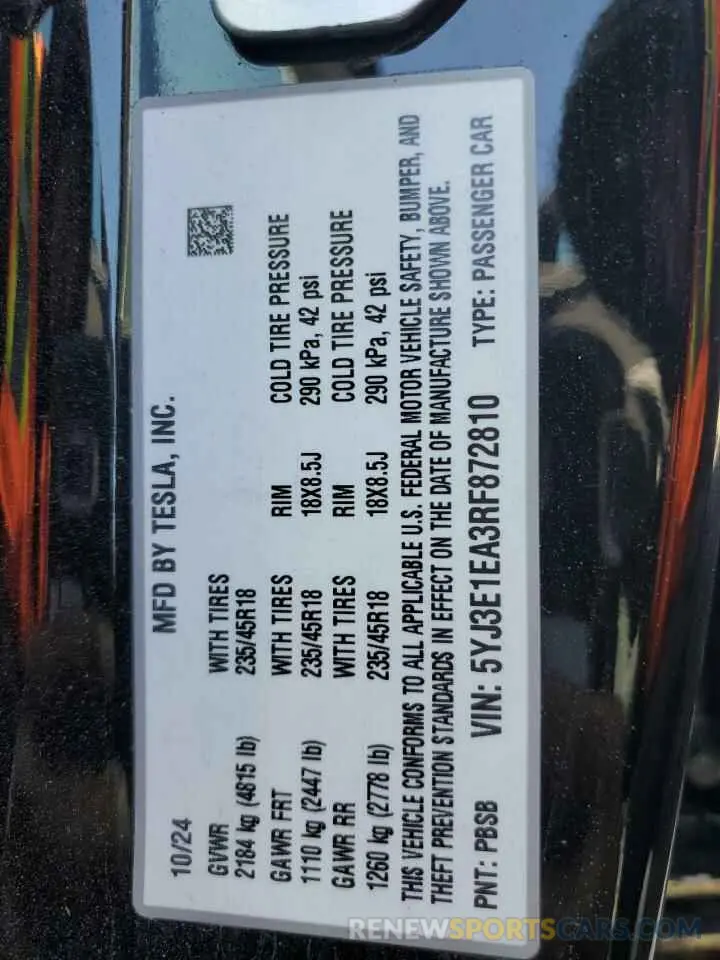 10/24 MFD BY TESLA, INC.
GVWR WITH TIRES
2184 kg (4815 lb) 235/45R18
GAWR FRT WITH TIRES RIM COLD TIRE PRESSURE
1110 kg (2447 lb) 235/45R18 18X8.5J 290 kPa, 42 psi
GAWR RR WITH TIRES RIM COLD TIRE PRESSURE
1260 kg (2778 lb) 235/45R18 18X8.5J 290 kPa, 42 psi
THIS VEHICLE CONFORMS TO ALL APPLICABLE U.S. FEDERAL MOTOR VEHICLE SAFETY, BUMPER, AND
THEFT PREVENTION STANDARDS IN EFFECT ON THE DATE OF MANUFACTURE SHOWN ABOVE.
PNT: PBSB VIN: 5YJ3E1EA3RF872810 TYPE: PASSENGER CAR
RENEWSPORTSCARS.COM